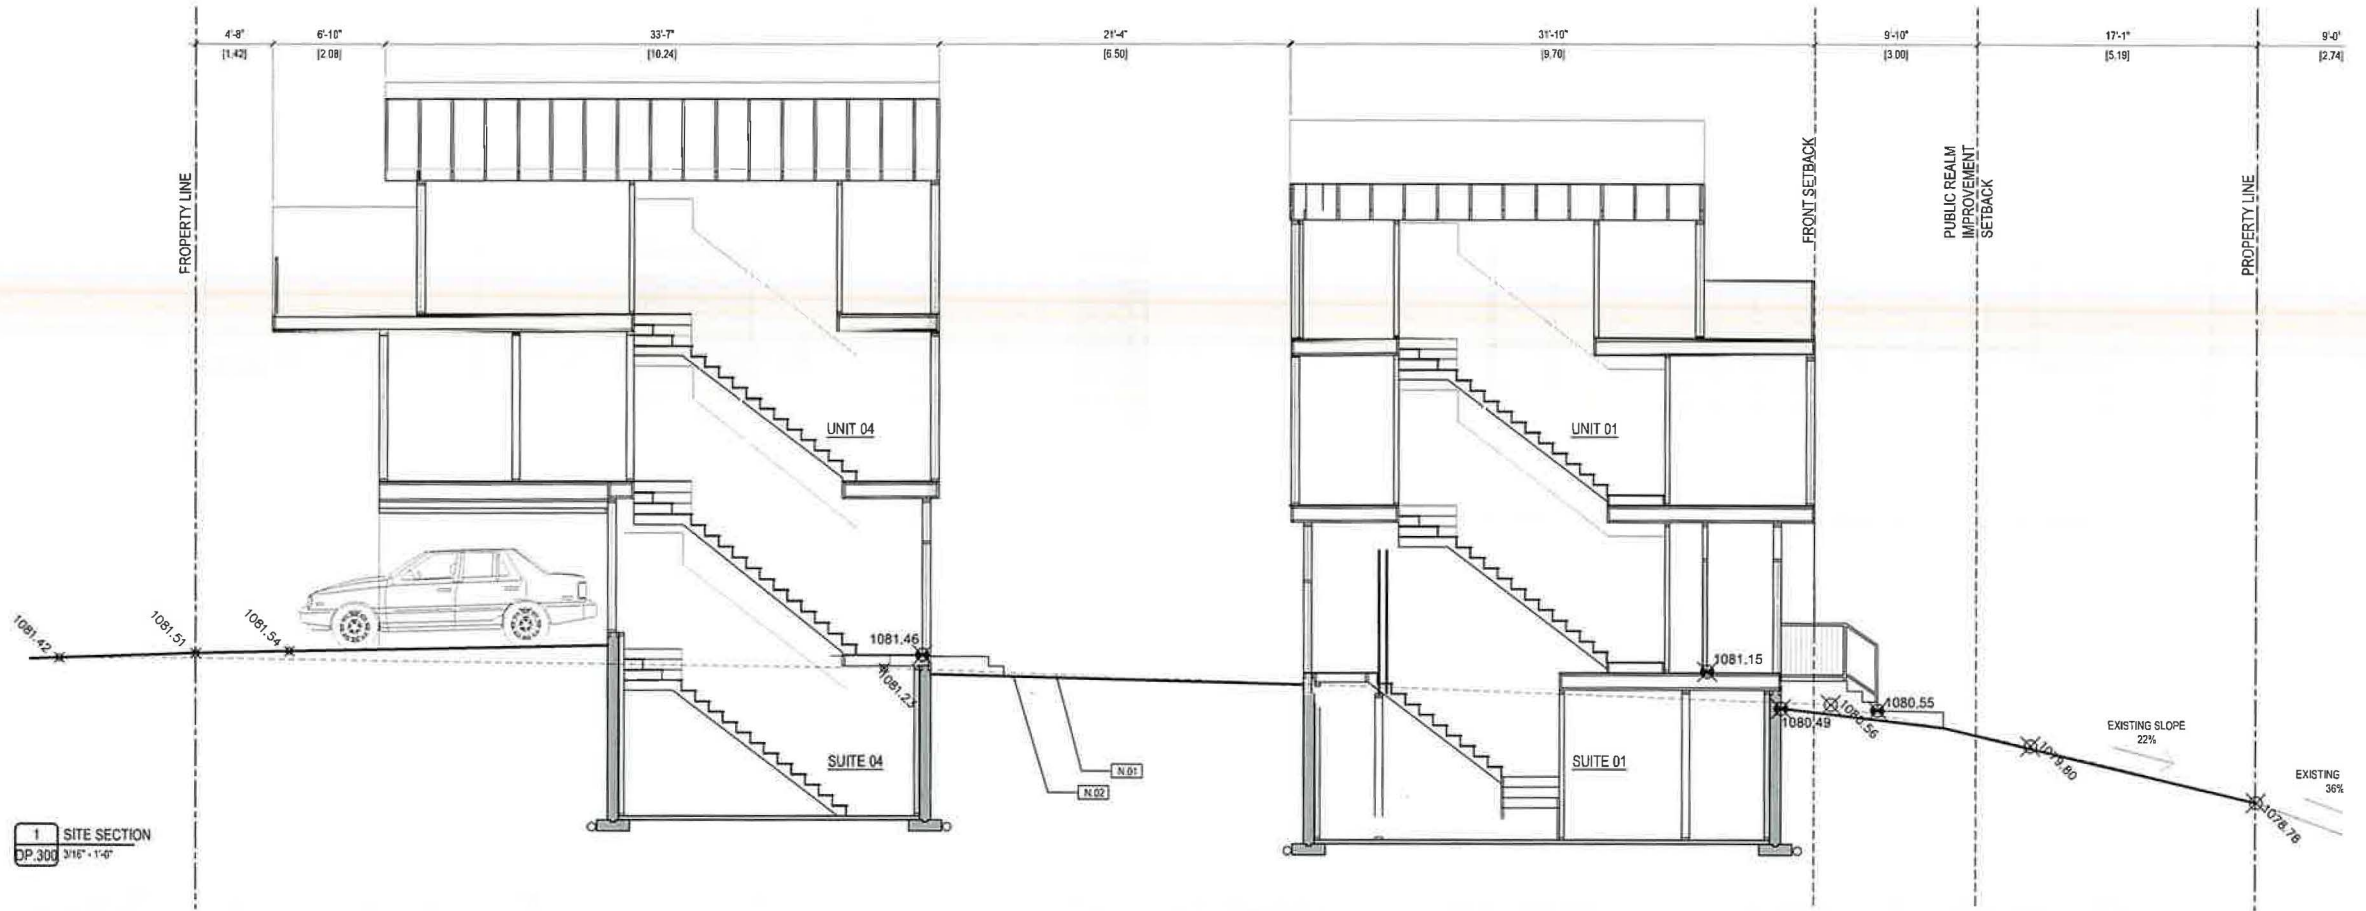 4'-8"
[1.42]
6'-10"
[2.08]
33'-7"
[10.24]
21'-4"
[6.50]
31'-10"
[9.70]
9'-10"
[3.00]
17'-1"
[5.19]
9'-0"
[2.74]
PROPERTY LINE
FRONT SETBACK
PUBLIC REALM
IMPROVEMENT
SETBACK
PROPERTY LINE
UNIT 04
UNIT 01
1081.42
1081.51
1081.54
1081.46
1081.23
1081.15
1080.49
1080.56
1080.55
1079.80
1078.78
EXISTING SLOPE
22%
EXISTING
36%
SUITE 04
SUITE 01
N.01
N.02
1
SITE SECTION
DP.300
3/16" - 1'-0"